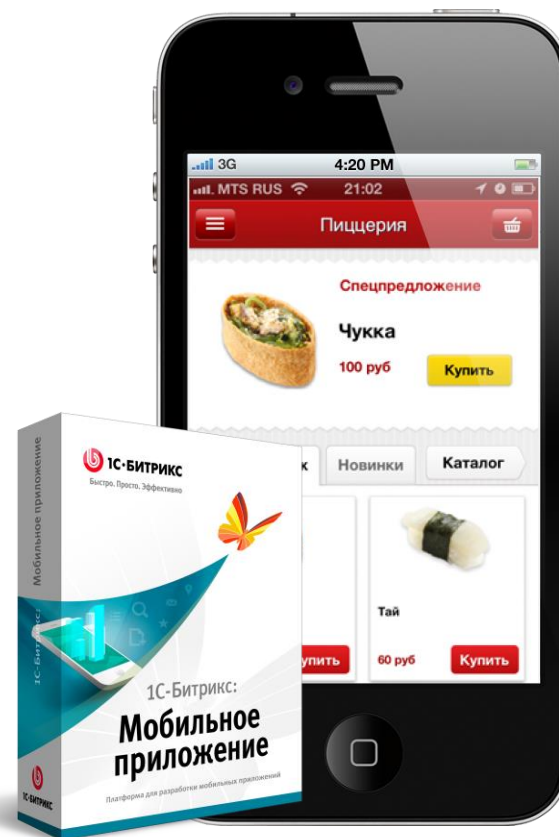 3G 4:20 PM
MTS RUS 21:02
Пиццерия
Спецпредложение
Чукка
100 руб Купить
Новинки Каталог
Тай
60 руб Купить
1С-БИТРИКС
Быстро. Просто. Эффективно
1С-Битрикс:
Мобильное
приложение
Платформа для разработки мобильных приложений
1С-Битрикс: Мобильное приложение
1С-БИТРИКС